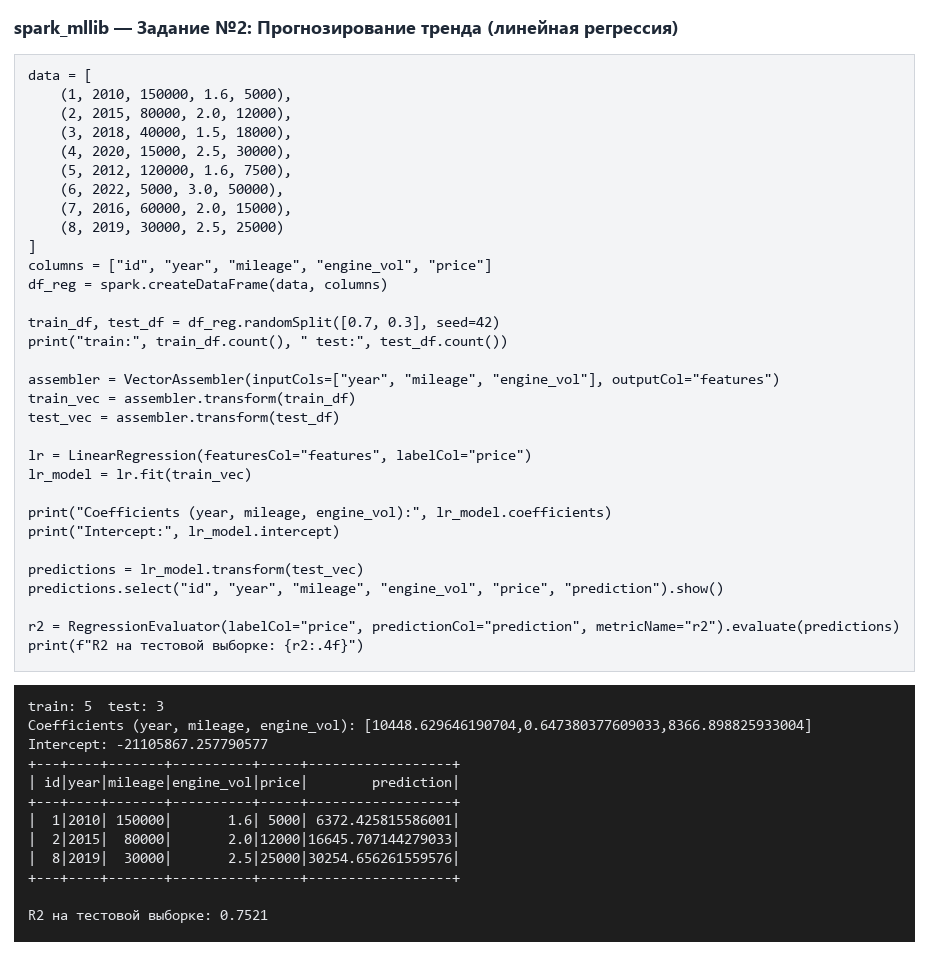 spark_mllib — Задание №2: Прогнозирование тренда (линейная регрессия)
data = [
    (1, 2010, 150000, 1.6, 5000),
    (2, 2015, 80000, 2.0, 12000),
    (3, 2018, 40000, 1.5, 18000),
    (4, 2020, 15000, 2.5, 30000),
    (5, 2012, 120000, 1.6, 7500),
    (6, 2022, 5000, 3.0, 50000),
    (7, 2016, 60000, 2.0, 15000),
    (8, 2019, 30000, 2.5, 25000)
]
columns = ["id", "year", "mileage", "engine_vol", "price"]
df_reg = spark.createDataFrame(data, columns)

train_df, test_df = df_reg.randomSplit([0.7, 0.3], seed=42)
print("train:", train_df.count(), " test:", test_df.count())

assembler = VectorAssembler(inputCols=["year", "mileage", "engine_vol"], outputCol="features")
train_vec = assembler.transform(train_df)
test_vec = assembler.transform(test_df)

lr = LinearRegression(featuresCol="features", labelCol="price")
lr_model = lr.fit(train_vec)

print("Coefficients (year, mileage, engine_vol):", lr_model.coefficients)
print("Intercept:", lr_model.intercept)

predictions = lr_model.transform(test_vec)
predictions.select("id", "year", "mileage", "engine_vol", "price", "prediction").show()

r2 = RegressionEvaluator(labelCol="price", predictionCol="prediction", metricName="r2").evaluate(predictions)
print(f"R2 на тестовой выборке: {r2:.4f}")
train: 5  test: 3
Coefficients (year, mileage, engine_vol): [10448.629646190704,0.647380377609033,8366.898825933004]
Intercept: -21105867.257790577
+---+----+-------+----------+-----+------------------+
| id|year|mileage|engine_vol|price|        prediction|
+---+----+-------+----------+-----+------------------+
|  1|2010| 150000|       1.6| 5000| 6372.425815586001|
|  2|2015|  80000|       2.0|12000|16645.707144279033|
|  8|2019|  30000|       2.5|25000|30254.656261559576|
+---+----+-------+----------+-----+------------------+

R2 на тестовой выборке: 0.7521